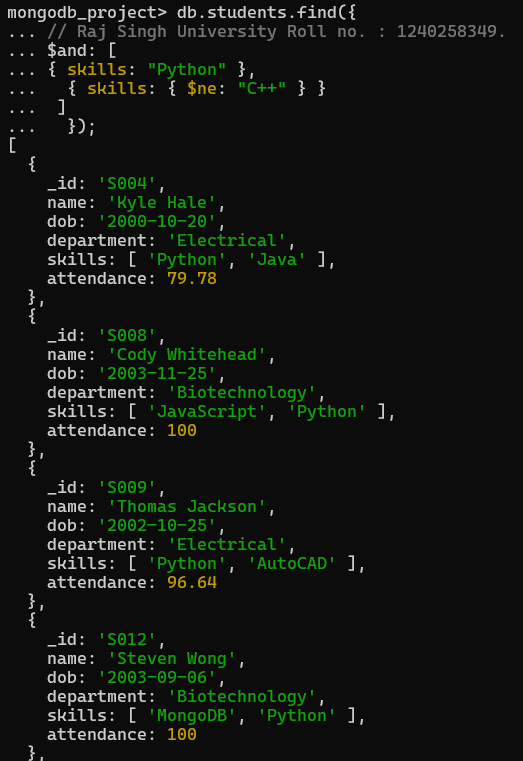 mongodb_project> db.students.find({
... // Raj Singh University Roll no. : 1240258349.
... $and: [
... { skills: "Python" },
...   { skills: { $ne: "C++" } }
...  ]
...   });
[
  {
    _id: 'S004',
    name: 'Kyle Hale',
    dob: '2000-10-20',
    department: 'Electrical',
    skills: [ 'Python', 'Java' ],
    attendance: 79.78
  },
  {
    _id: 'S008',
    name: 'Cody Whitehead',
    dob: '2003-11-25',
    department: 'Biotechnology',
    skills: [ 'JavaScript', 'Python' ],
    attendance: 100
  },
  {
    _id: 'S009',
    name: 'Thomas Jackson',
    dob: '2002-10-25',
    department: 'Electrical',
    skills: [ 'Python', 'AutoCAD' ],
    attendance: 96.64
  },
  {
    _id: 'S012',
    name: 'Steven Wong',
    dob: '2003-09-06',
    department: 'Biotechnology',
    skills: [ 'MongoDB', 'Python' ],
    attendance: 100
  },